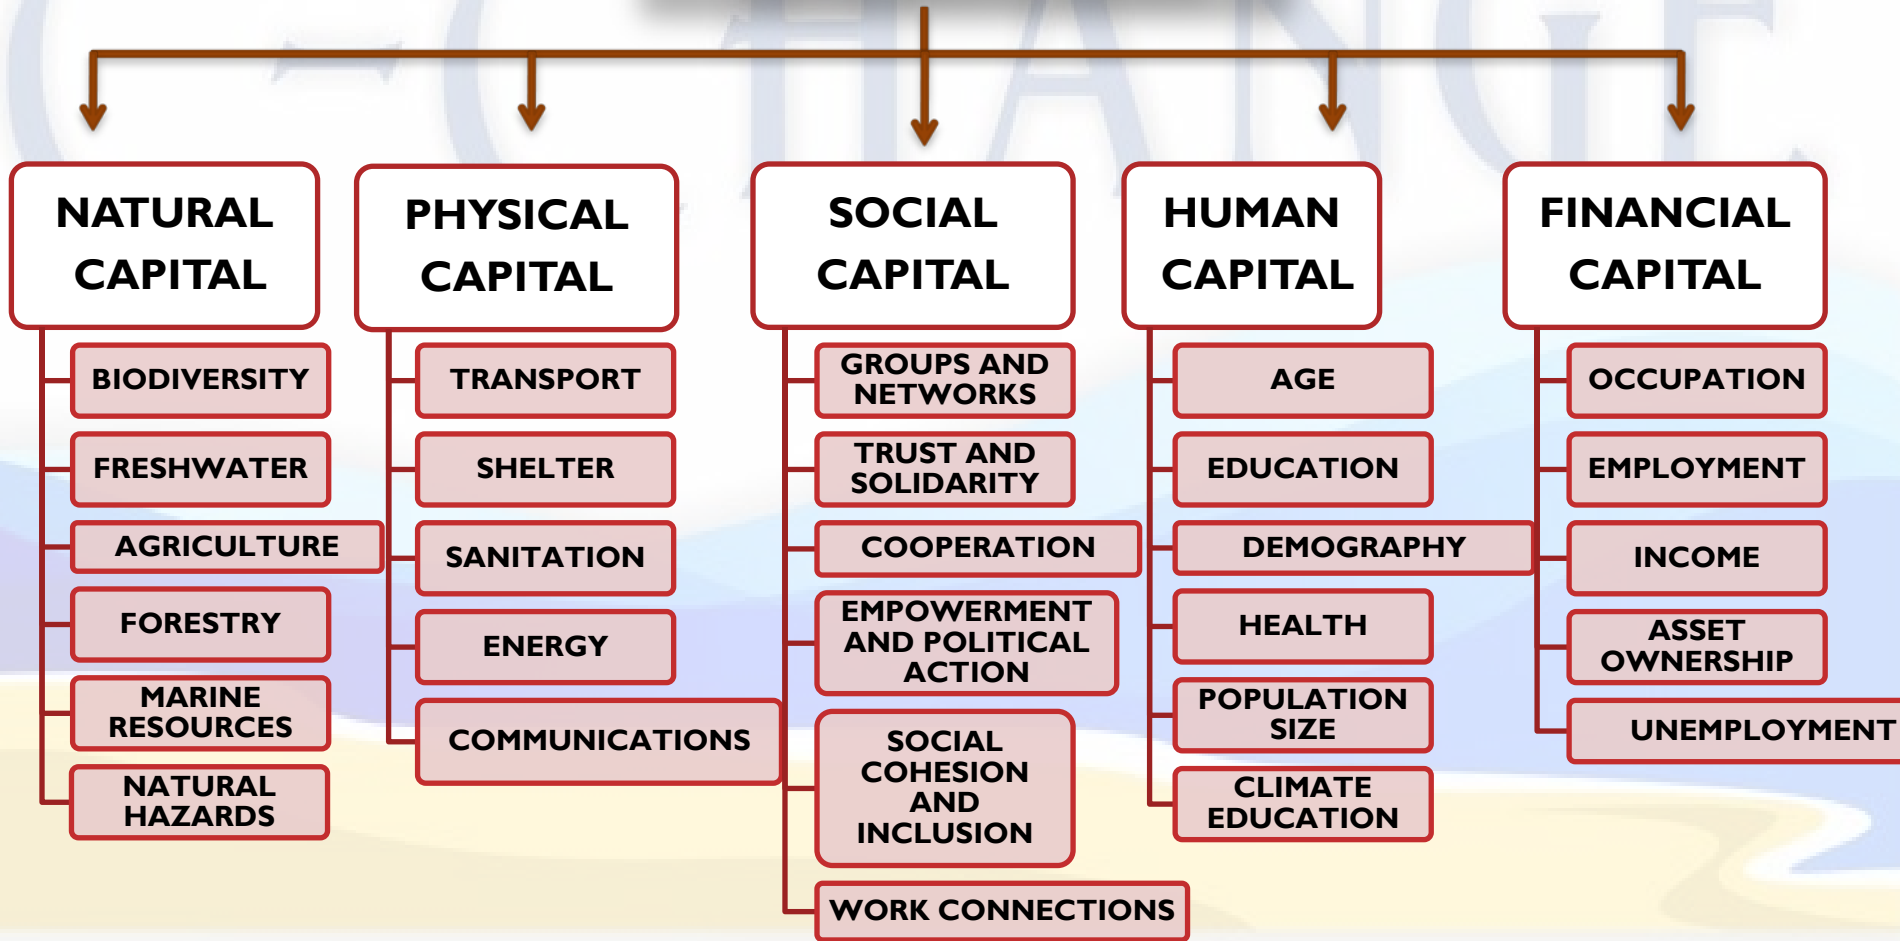 C-CHANGE
NATURAL
CAPITAL
BIODIVERSITY
FRESHWATER
AGRICULTURE
FORESTRY
MARINE
RESOURCES
NATURAL
HAZARDS
PHYSICAL
CAPITAL
TRANSPORT
SHELTER
SANITATION
ENERGY
COMMUNICATIONS
SOCIAL
CAPITAL
GROUPS AND
NETWORKS
TRUST AND
SOLIDARITY
COOPERATION
EMPOWERMENT
AND POLITICAL
ACTION
SOCIAL
COHESION
AND
INCLUSION
WORK CONNECTIONS
HUMAN
CAPITAL
AGE
EDUCATION
DEMOGRAPHY
HEALTH
POPULATION
SIZE
CLIMATE
EDUCATION
FINANCIAL
CAPITAL
OCCUPATION
EMPLOYMENT
INCOME
ASSET
OWNERSHIP
UNEMPLOYMENT